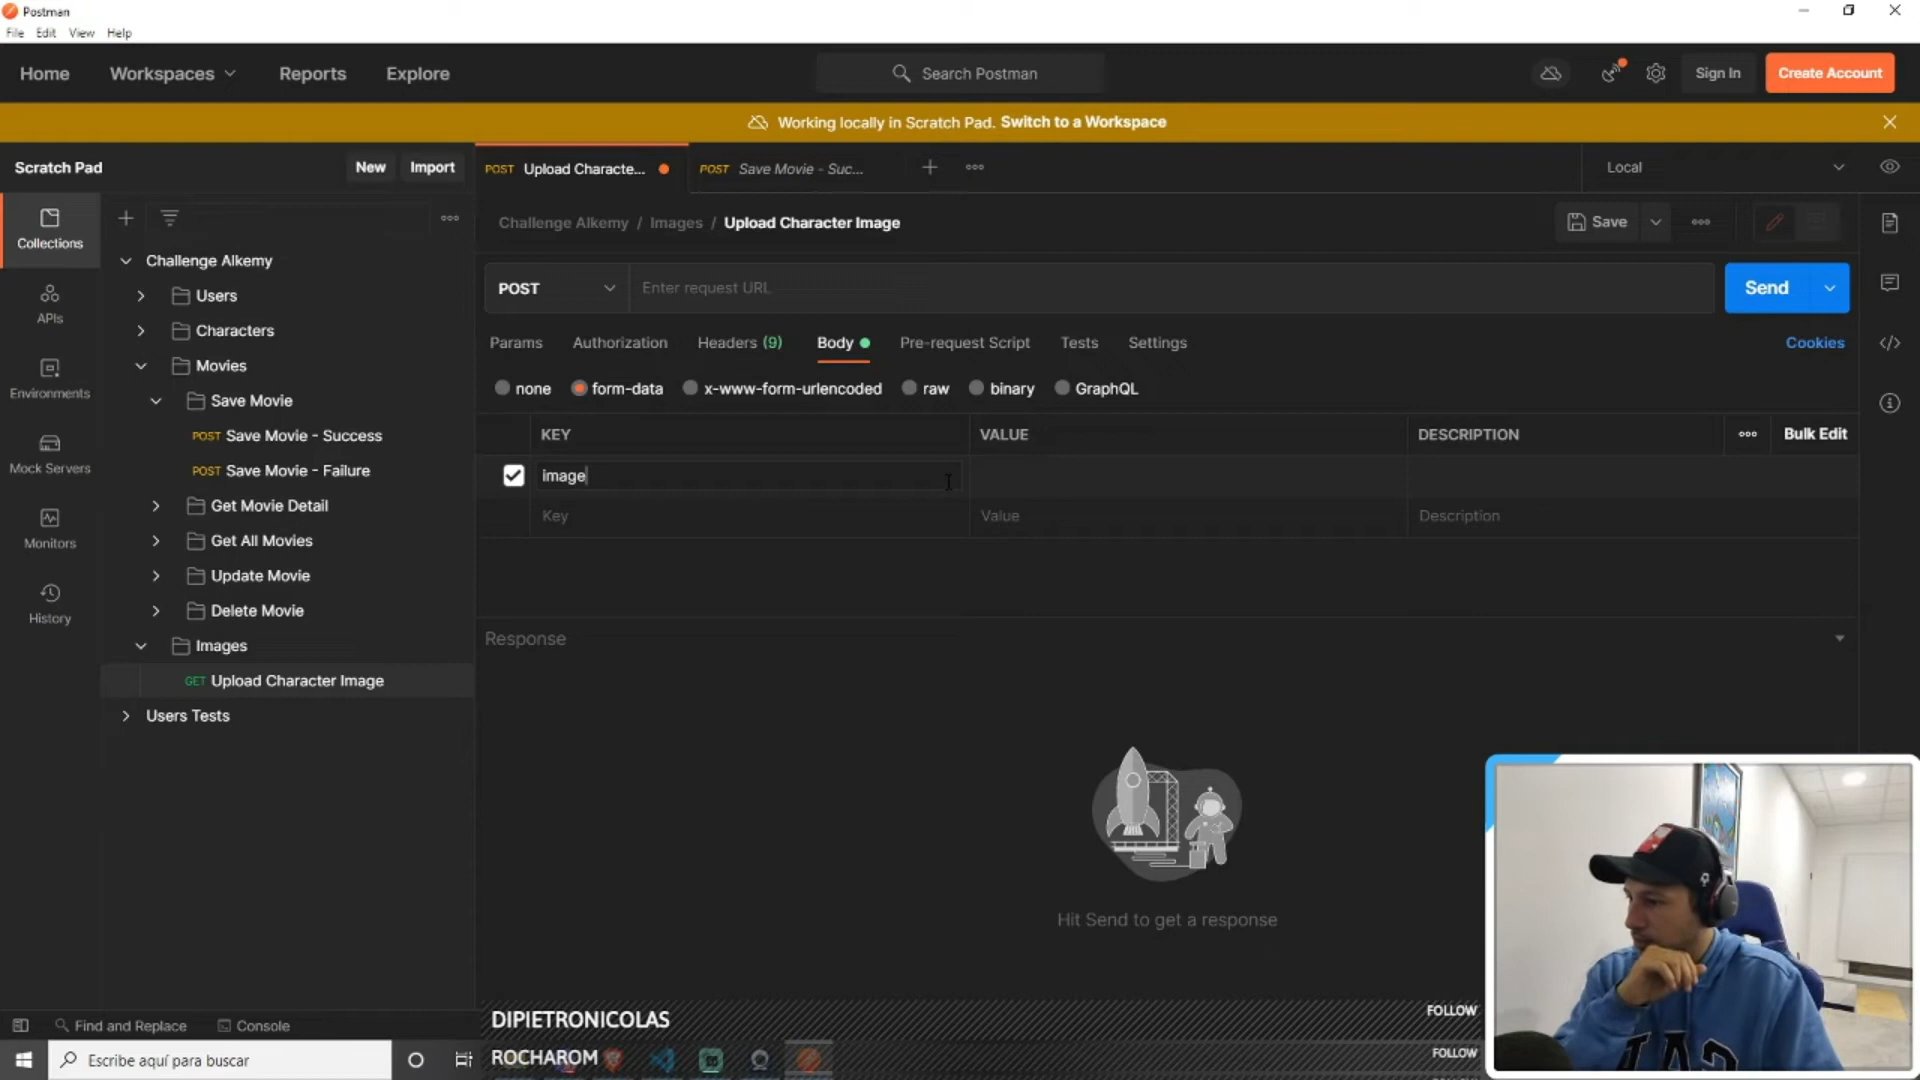 Postman
File Edit View Help
Home Workspaces Reports Explore
Search Postman
Sign In Create Account
Working locally in Scratch Pad. Switch to a Workspace
Scratch Pad New Import
POST Upload Characte... POST Save Movie - Suc...
Local
Challenge Alkemy / Images / Upload Character Image
Save
Collections
APIs
Environments
Mock Servers
Monitors
History
Challenge Alkemy
Users
Characters
Movies
Save Movie
POST Save Movie - Success
POST Save Movie - Failure
Get Movie Detail
Get All Movies
Update Movie
Delete Movie
Images
GET Upload Character Image
Users Tests
POST Enter request URL Send
Params Authorization Headers (9) Body Pre-request Script Tests Settings Cookies
none form-data x-www-form-urlencoded raw binary GraphQL
KEY VALUE DESCRIPTION Bulk Edit
image
Key Value Description
Response
Hit Send to get a response
Find and Replace Console
DIPIETRONICOLAS FOLLOW
ROCHAROM FOLLOW
Escribe aquí para buscar